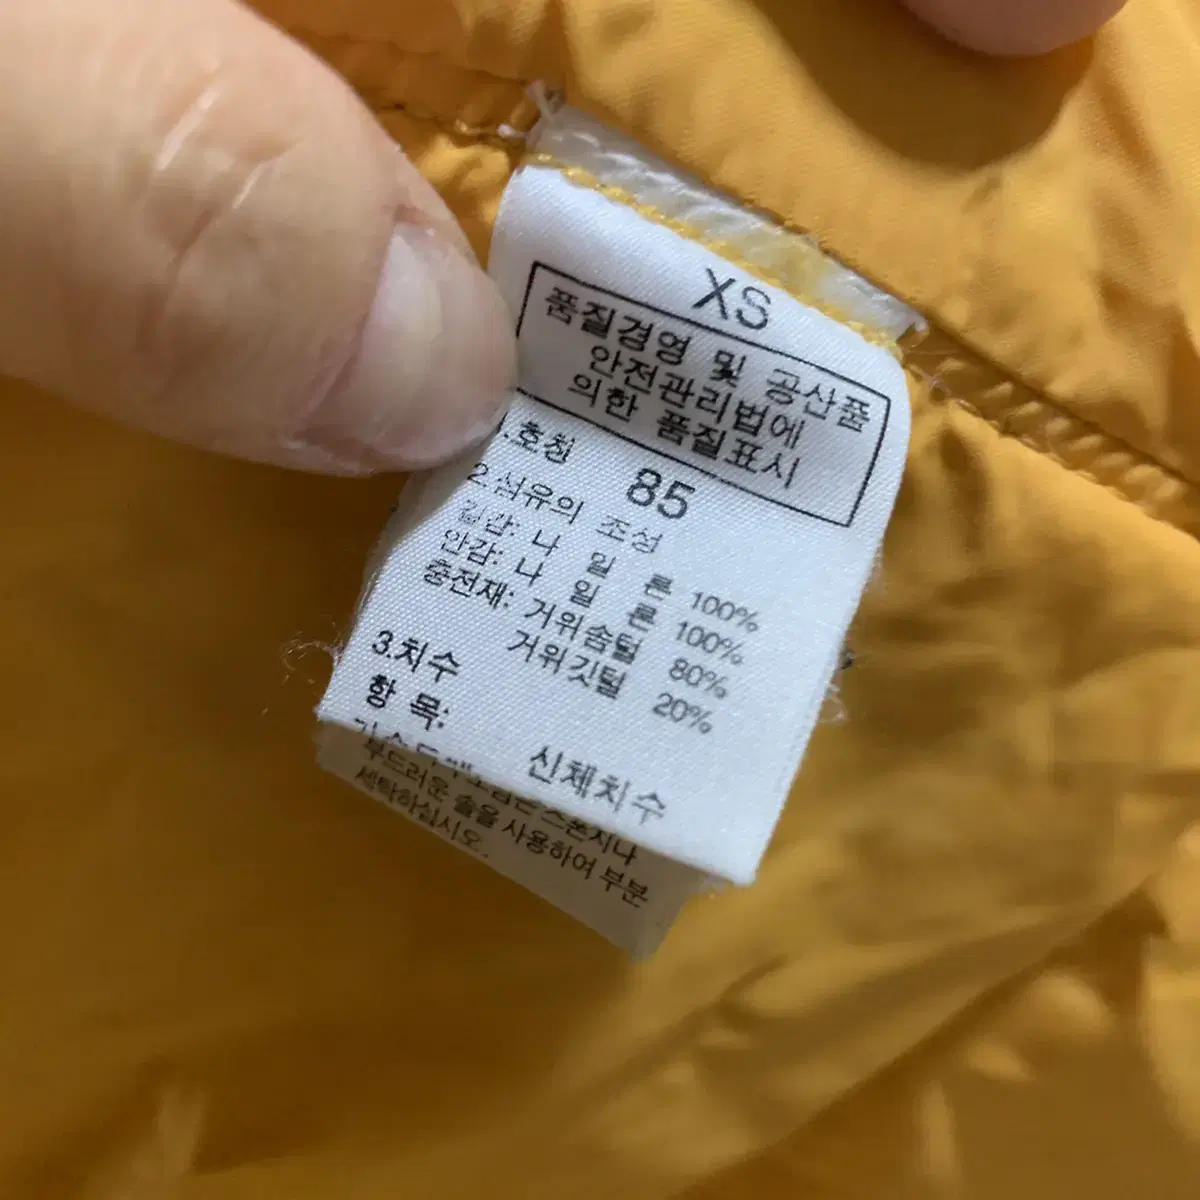 XS
품질경영 및 공산품
안전관리법에
의한 품질표시
1.호칭 85
2.섬유의 조성
겉감: 나 일 론 100%
안감: 나 일 론 100%
충전재: 거위솜털 80%
거위깃털 20%
3.치수
항 목:
신체치수
부드러운 솔을 사용하여 부분
세탁하십시오.